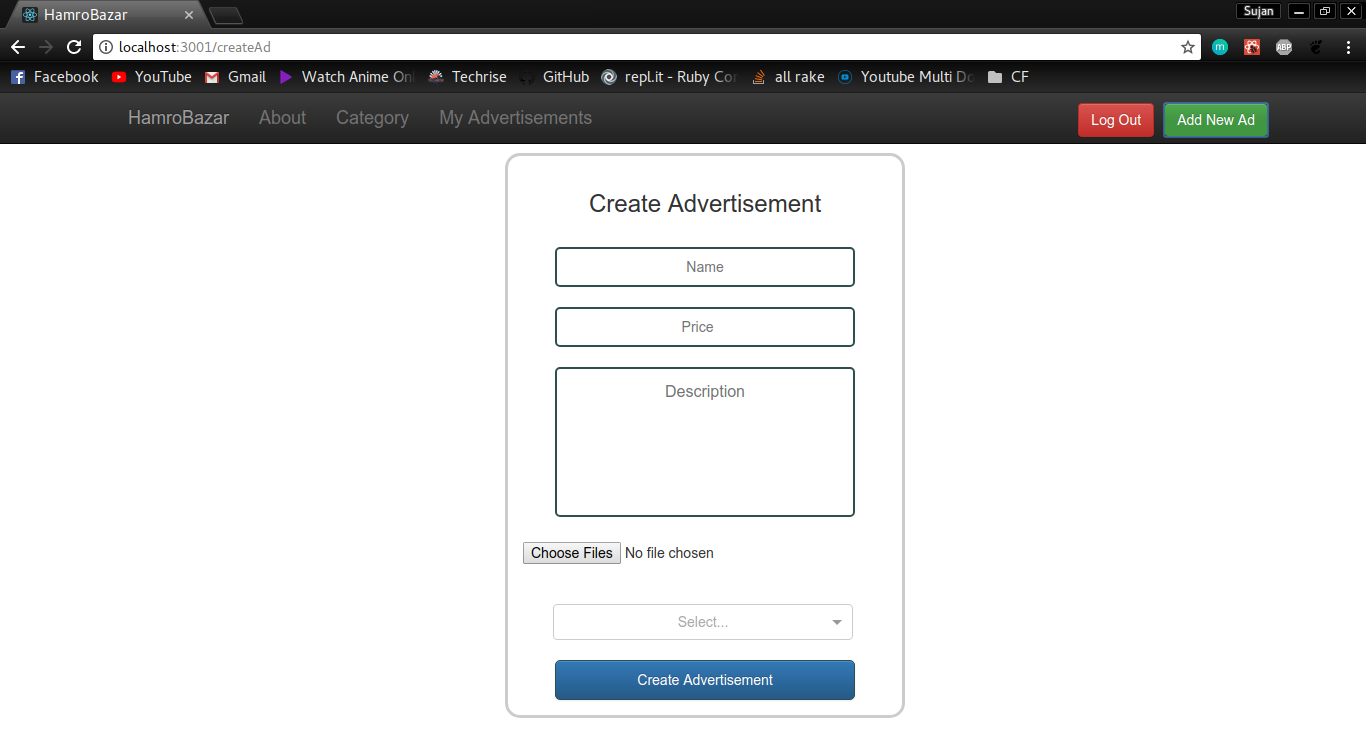 HamroBazar
Sujan
localhost:3001/createAd
m
ABP
Facebook YouTube Gmail Watch Anime Onl Techrise GitHub repl.it - Ruby Cor all rake Youtube Multi Do CF
HamroBazar About Category My Advertisements Log Out Add New Ad
Create Advertisement
Name
Price
Description
Choose Files No file chosen
Select...
Create Advertisement